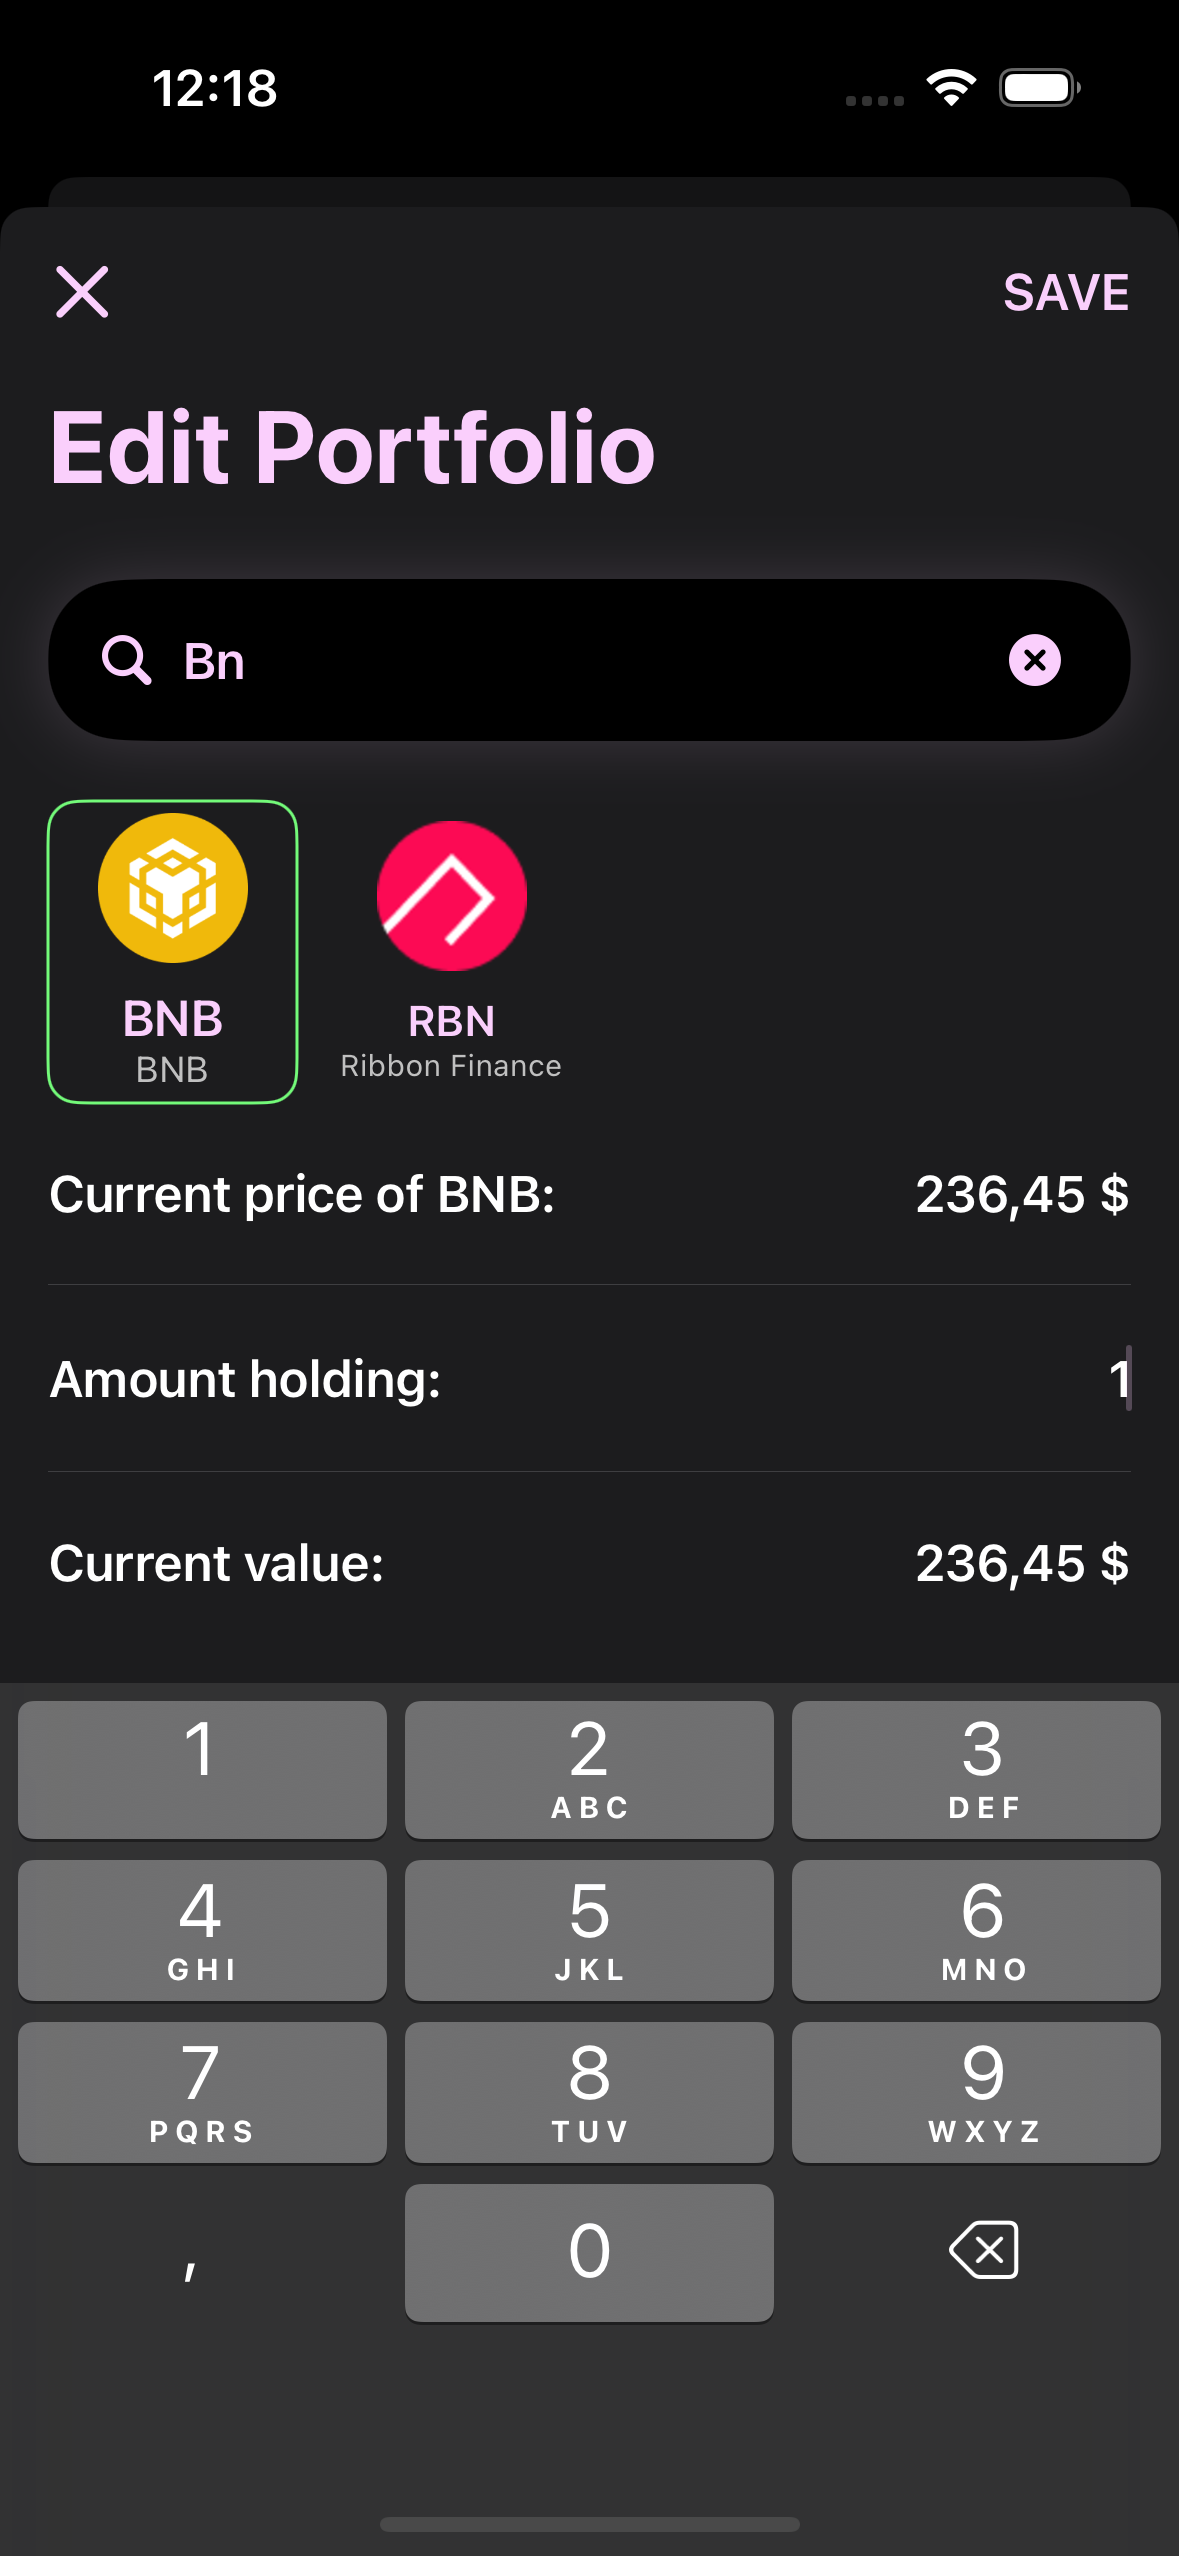 12:18
SAVE
Edit Portfolio
Bn
BNB
BNB
RBN
Ribbon Finance
Current price of BNB: 236,45 $
Amount holding: 1
Current value: 236,45 $
1 2 3
ABC DEF
4 5 6
GHI JKL MNO
7 8 9
PQRS TUV WXYZ
, 0